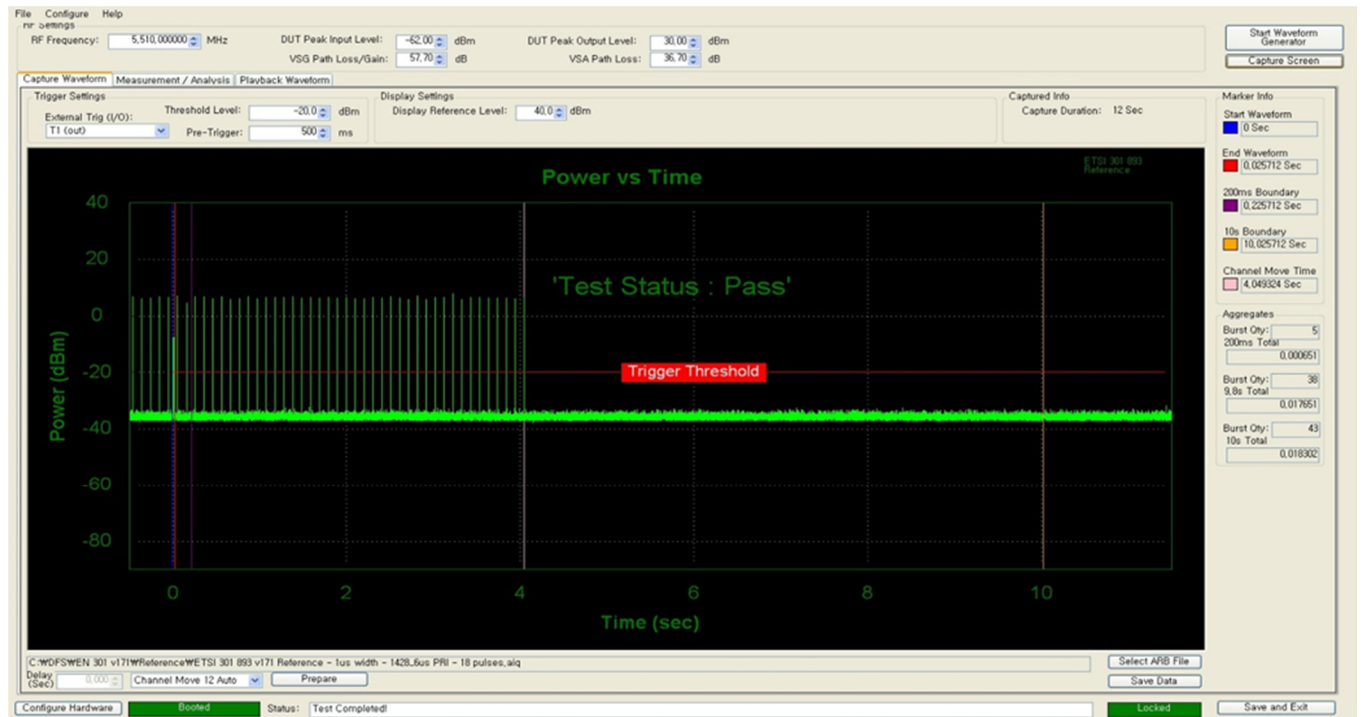 File Configure Help
RF Settings
RF Frequency: 5,510,000000 MHz DUT Peak Input Level: -62,00 dBm DUT Peak Output Level: 30,00 dBm
VSG Path Loss/Gain: 57,70 dB VSA Path Loss: 36,70 dB
Start Waveform Generator
Capture Screen
Capture Waveform Measurement / Analysis Playback Waveform
Trigger Settings
External Trig (I/O):
T1 (out)
Threshold Level: -20,0 dBm
Pre-Trigger: 500 ms
Display Settings
Display Reference Level: 40,0 dBm
Captured Info
Capture Duration: 12 Sec
Marker Info
Start Waveform
0 Sec
End Waveform
0,025712 Sec
200ms Boundary
0,225712 Sec
10s Boundary
10,025712 Sec
Channel Move Time
4,049324 Sec
Aggregates
Burst Qty: 5
200ms Total
0,000651
Burst Qty: 38
9,8s Total
0,017651
Burst Qty: 43
10s Total
0,018302
ETSI 301 893
Reference
Power vs Time
'Test Status : Pass'
Trigger Threshold
Power (dBm)
40
20
0
-20
-40
-60
-80
0 2 4 6 8 10
Time (sec)
C:₩DFS₩EN 301 v171₩Reference₩ETSI 301 893 v171 Reference - 1us width - 1428_6us PRI - 18 pulses,aiq
Select ARB File
Delay (Sec) 0,000 Channel Move 12 Auto Prepare
Save Data
Configure Hardware Booted Status: Test Completed! Locked Save and Exit